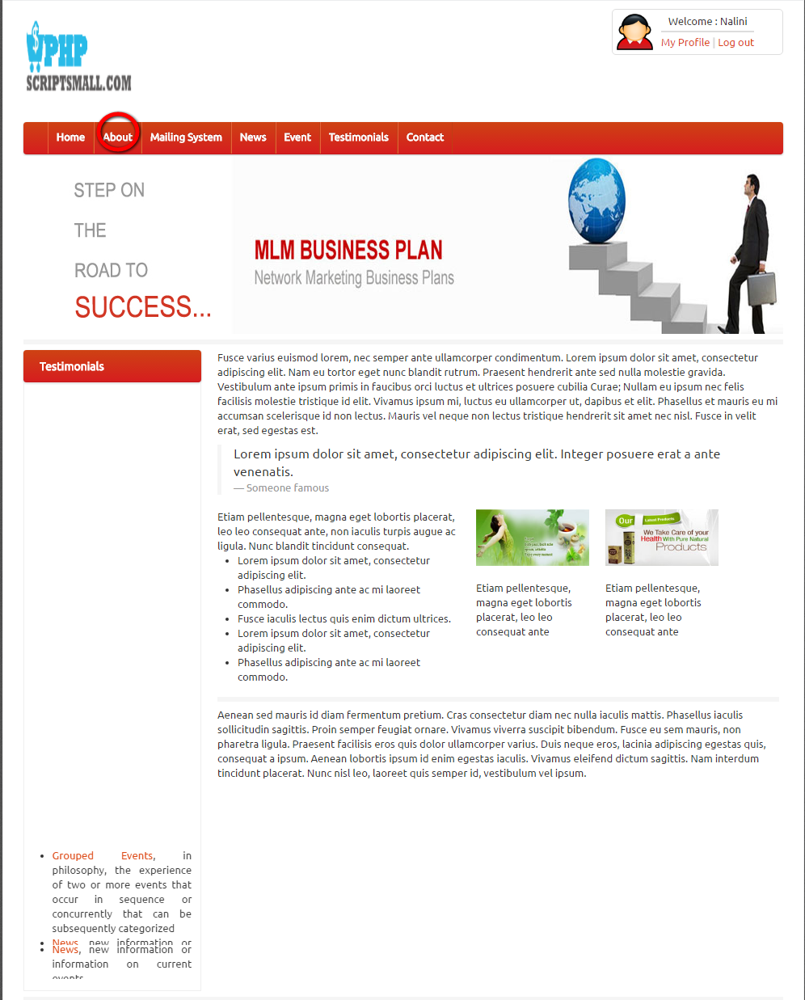 PHP
SCRIPTSMALL.COM
Welcome : Nalini
My Profile | Log out
Home
About
Mailing System
News
Event
Testimonials
Contact
STEP ON
THE
ROAD TO
SUCCESS...
MLM BUSINESS PLAN
Network Marketing Business Plans
Testimonials
Fusce varius euismod lorem, nec semper ante ullamcorper condimentum. Lorem ipsum dolor sit amet, consectetur
adipiscing elit. Nam eu tortor eget nunc blandit rutrum. Praesent hendrerit ante sed nulla molestie gravida.
Vestibulum ante ipsum primis in faucibus orci luctus et ultrices posuere cubilia Curae; Nullam eu ipsum nec felis
facilisis molestie tristique id elit. Vivamus ipsum mi, luctus eu ullamcorper ut, dapibus et elit. Phasellus et mauris eu mi
accumsan scelerisque id non lectus. Mauris vel neque non lectus tristique hendrerit sit amet nec nisl. Fusce in velit
erat, sed egestas est.
Lorem ipsum dolor sit amet, consectetur adipiscing elit. Integer posuere erat a ante
venenatis.
— Someone famous
Etiam pellentesque, magna eget lobortis placerat,
leo leo consequat ante, non iaculis turpis augue ac
ligula. Nunc blandit tincidunt consequat.
• Lorem ipsum dolor sit amet, consectetur
adipiscing elit.
• Phasellus adipiscing ante ac mi laoreet
commodo.
• Fusce iaculis lectus quis enim dictum ultrices.
• Lorem ipsum dolor sit amet, consectetur
adipiscing elit.
• Phasellus adipiscing ante ac mi laoreet
commodo.
Etiam pellentesque,
magna eget lobortis
placerat, leo leo
consequat ante
Our
Latest Products
We Take Care of your
Health With Pure Natural
Products
Etiam pellentesque,
magna eget lobortis
placerat, leo leo
consequat ante
Aenean sed mauris id diam fermentum pretium. Cras consectetur diam nec nulla iaculis mattis. Phasellus iaculis
sollicitudin sagittis. Proin semper feugiat ornare. Vivamus viverra suscipit bibendum. Fusce eu sem mauris, non
pharetra ligula. Praesent facilisis eros quis dolor ullamcorper varius. Duis neque eros, lacinia adipiscing egestas quis,
consequat a ipsum. Aenean lobortis ipsum id enim egestas iaculis. Vivamus eleifend dictum sagittis. Nam interdum
tincidunt placerat. Nunc nisl leo, laoreet quis semper id, vestibulum vel ipsum.
• Grouped Events, in
philosophy, the experience
of two or more events that
occur in sequence or
concurrently that can be
subsequently categorized
• News, new information or
• News, new information or
information on current
events